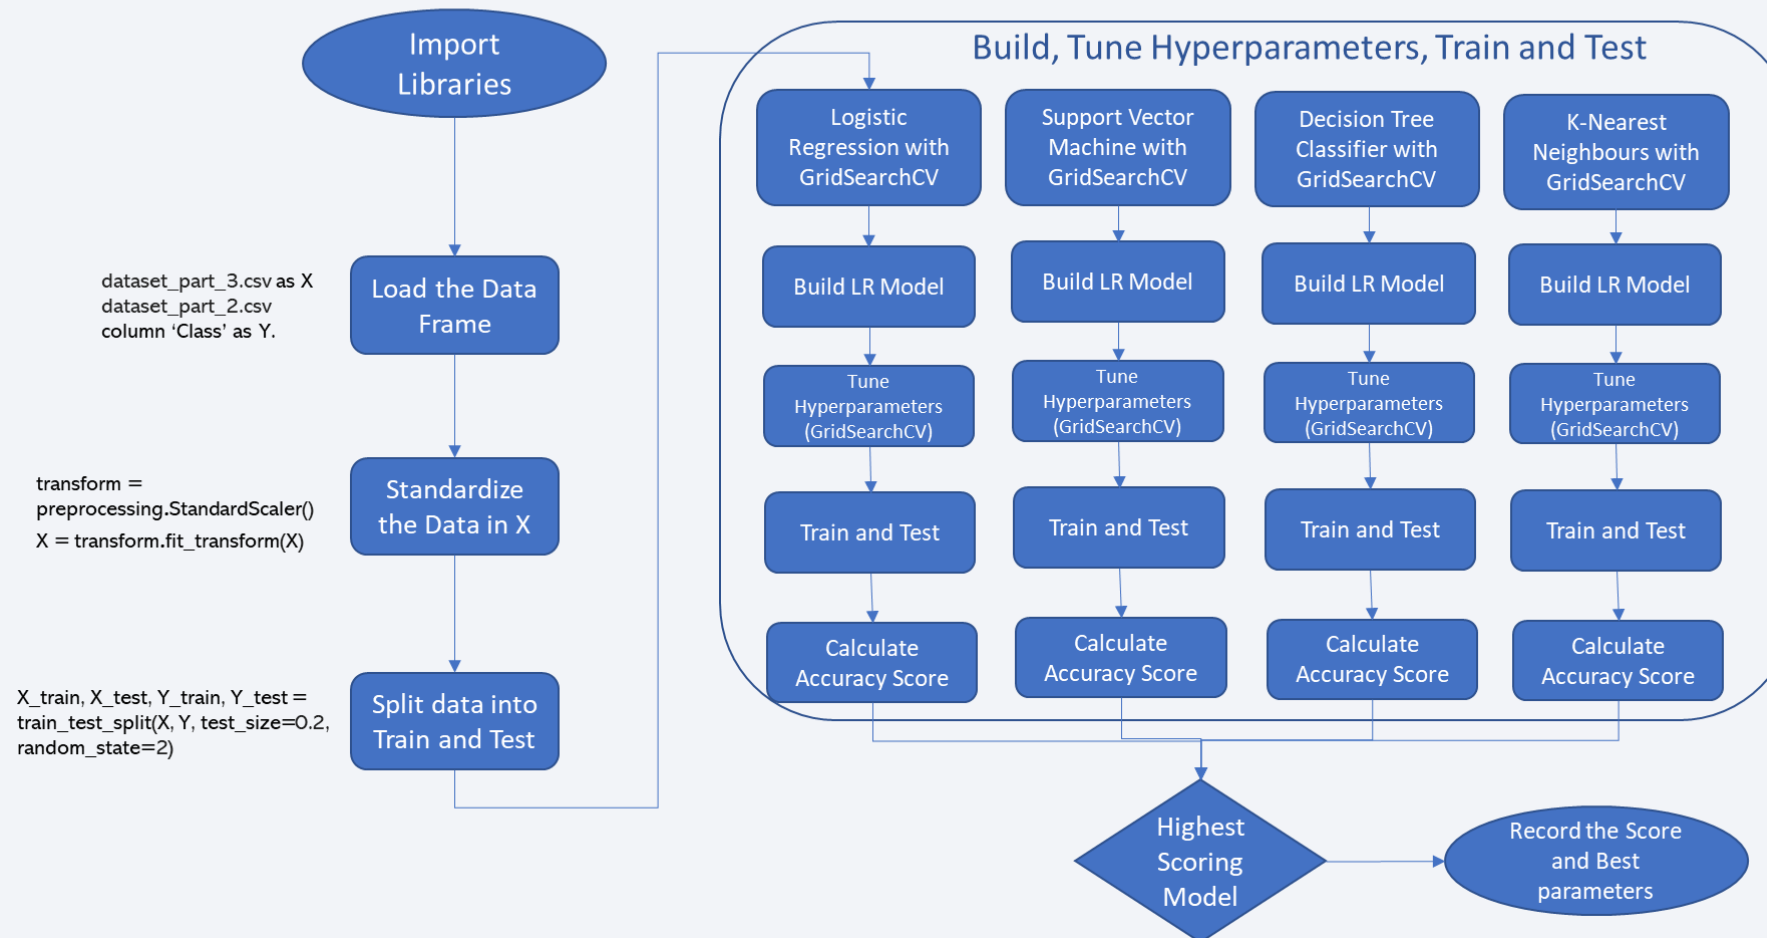 Import
Libraries
dataset_part_3.csv as X
dataset_part_2.csv
column ‘Class’ as Y.
Load the Data
Frame
transform =
preprocessing.StandardScaler()
X = transform.fit_transform(X)
Standardize
the Data in X
X_train, X_test, Y_train, Y_test =
train_test_split(X, Y, test_size=0.2,
random_state=2)
Split data into
Train and Test
Build, Tune Hyperparameters, Train and Test
Logistic
Regression with
GridSearchCV
Build LR Model
Tune
Hyperparameters
(GridSearchCV)
Train and Test
Calculate
Accuracy Score
Support Vector
Machine with
GridSearchCV
Build LR Model
Tune
Hyperparameters
(GridSearchCV)
Train and Test
Calculate
Accuracy Score
Decision Tree
Classifier with
GridSearchCV
Build LR Model
Tune
Hyperparameters
(GridSearchCV)
Train and Test
Calculate
Accuracy Score
K-Nearest
Neighbours with
GridSearchCV
Build LR Model
Tune
Hyperparameters
(GridSearchCV)
Train and Test
Calculate
Accuracy Score
Highest
Scoring
Model
Record the Score
and Best
parameters